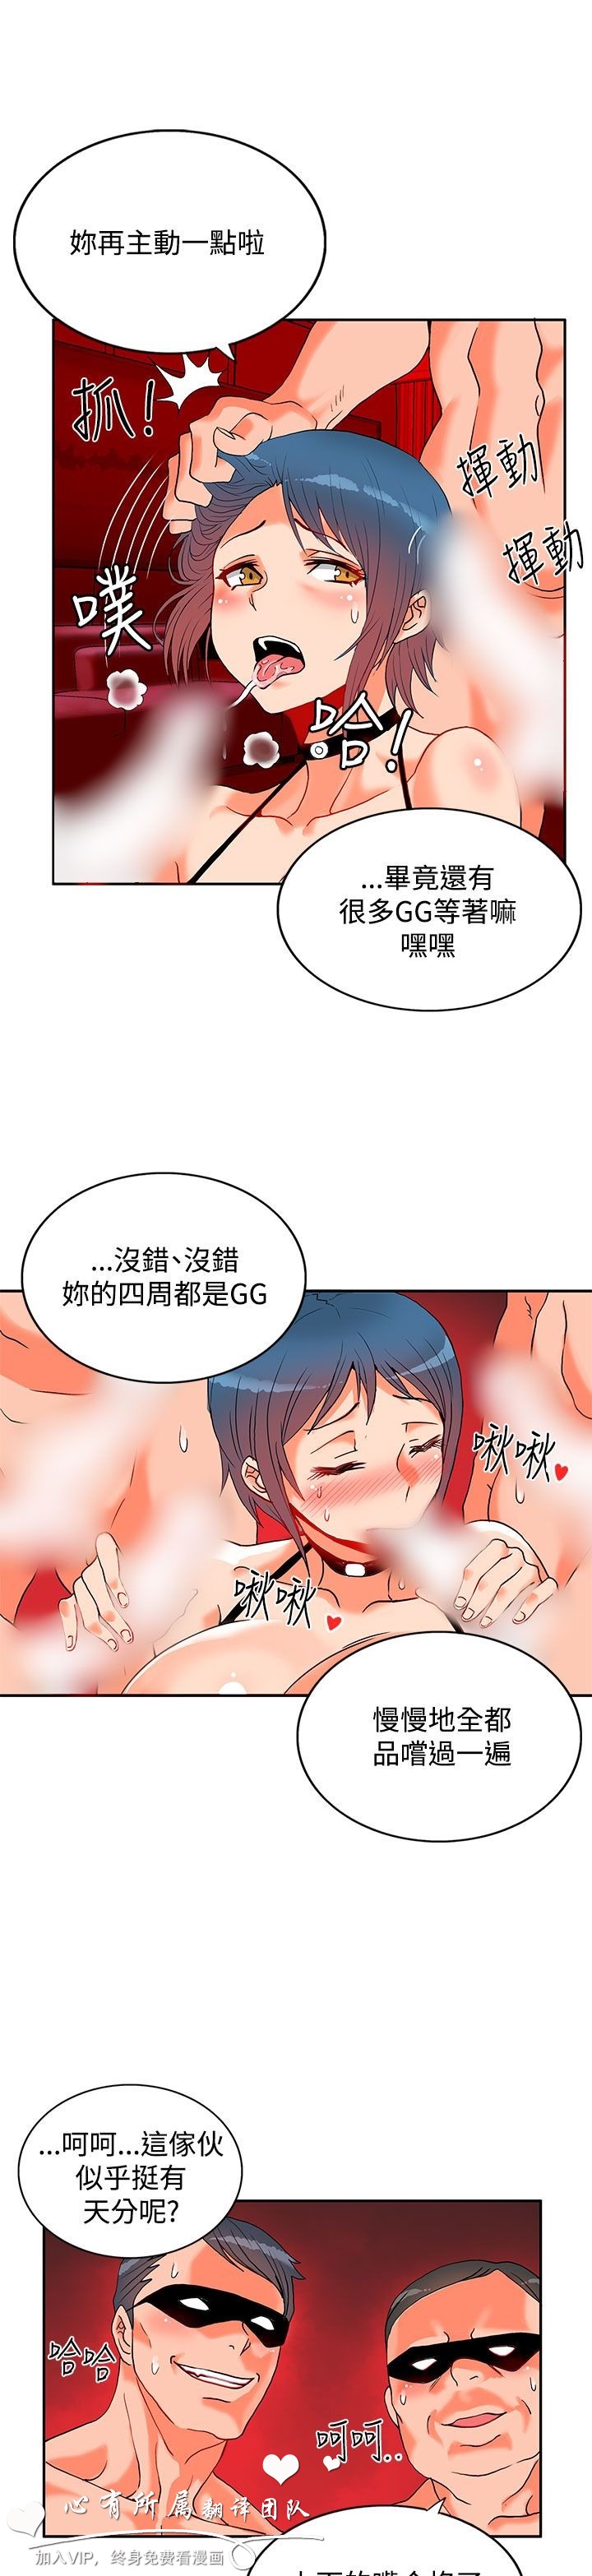 妳再主動一點啦
抓！
揮動
揮動
噗
哈！
…畢竟還有
很多GG等著嘛
嘿嘿
…沒錯、沒錯
妳的四周都是GG
啾啾
啾啾
慢慢地全都
品嚐過一遍
…呵呵…這傢伙
似乎挺有
天分呢?
哈哈
呵呵..
心有所属翻译团队
加入VIP，终身免费看漫画